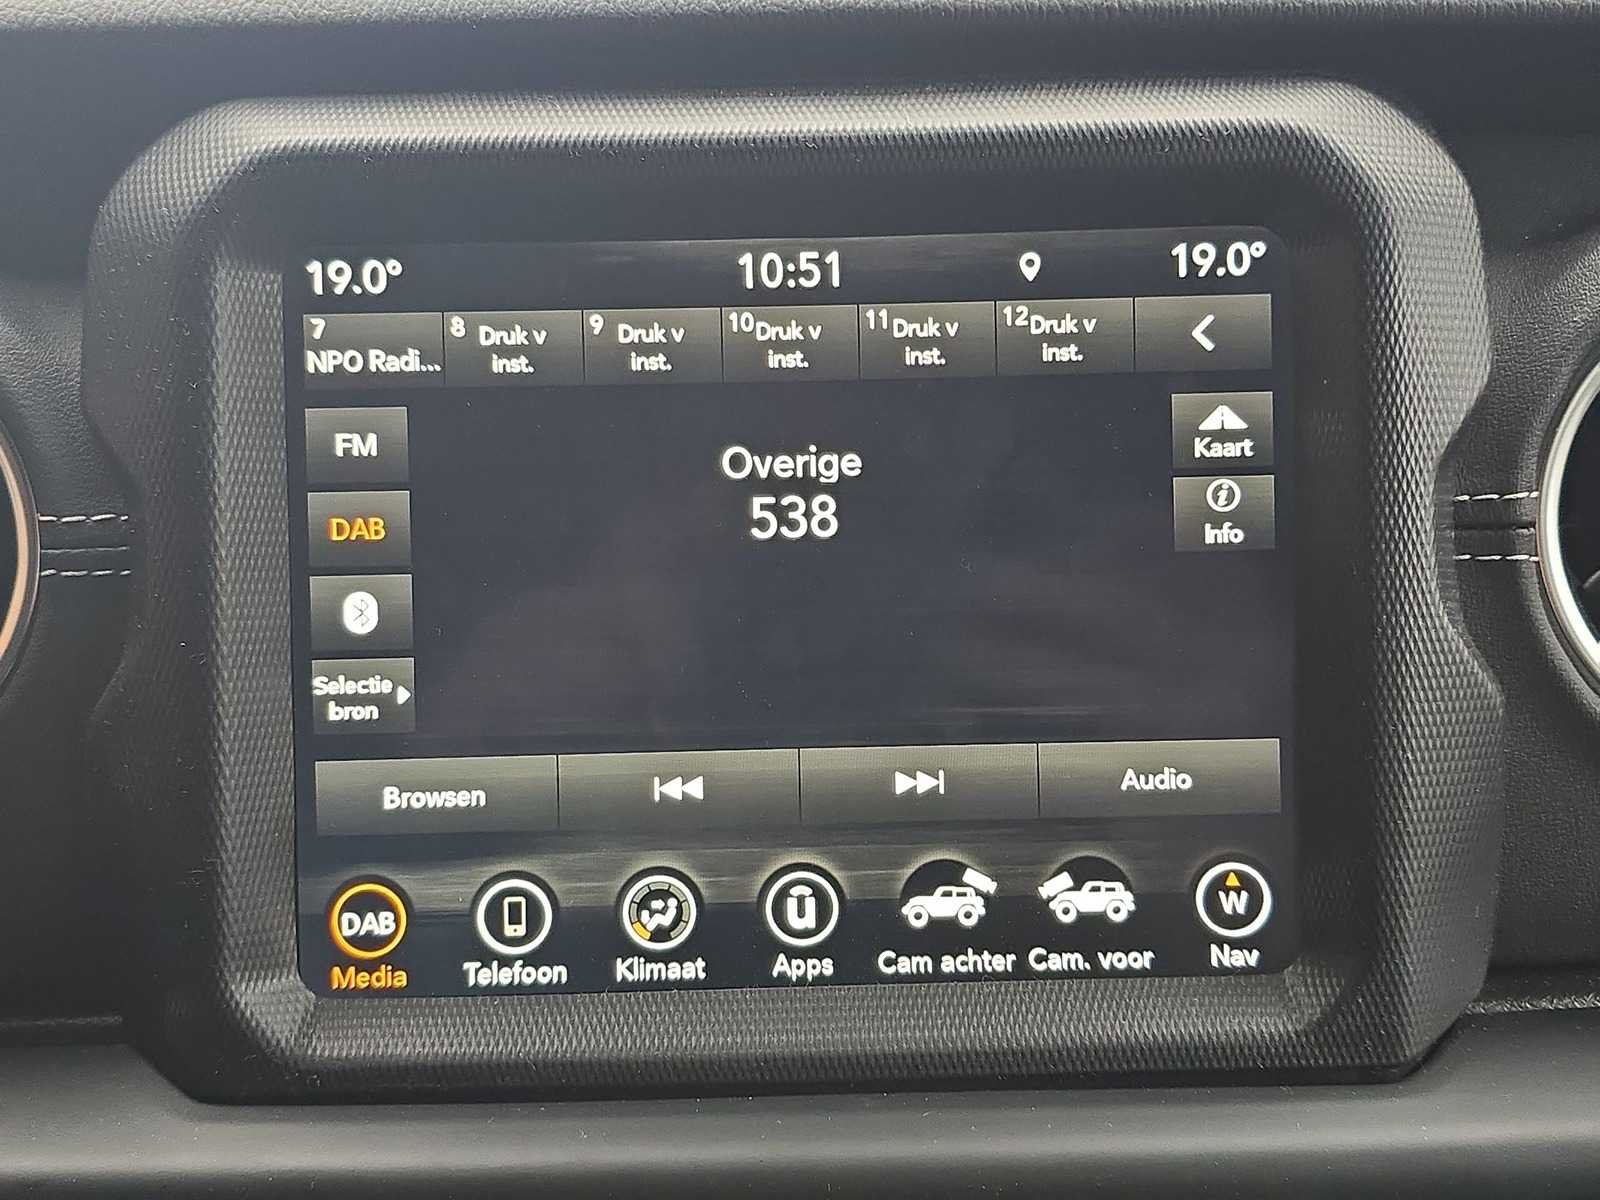 19.0° 10:51 19.0°
7 8 Druk v 9 Druk v 10 Druk v 11 Druk v 12 Druk v
NPO Radi... inst. inst. inst. inst. inst.
FM
Overige
Kaart
538
DAB
i
Info
Selectie
bron
Browsen
Audio
DAB
W
Media
Telefoon
Klimaat
Apps
Cam achter
Cam. voor
Nav